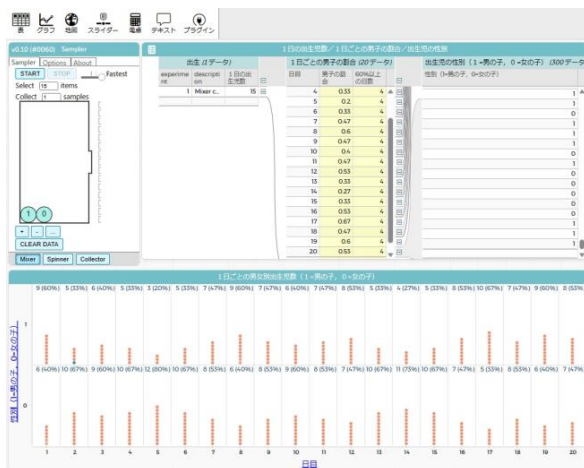 表 グラフ 地図 スライダー 電卓 テキスト プラグイン
v0.10 (#0060) Sampler
Sampler Options About
START STOP Fastest
Select 15 items
Collect 1 samples
1 0
+ - ...
CLEAR DATA
Mixer Spinner Collector
1日の出生児数／1日ごとの男子の割合／出生児の性別
出生 (1データ)
experiment description 1日の出生児数
1 Mixer c... 15
1日ごとの男子の割合 (20データ)
日目 男子の割合 60%以上の回数
4 0.33 4
5 0.2 4
6 0.33 4
7 0.47 4
8 0.6 4
9 0.47 4
10 0.4 4
11 0.47 4
12 0.53 4
13 0.33 4
14 0.27 4
15 0.33 4
16 0.53 4
17 0.67 4
18 0.47 4
19 0.6 4
20 0.53 4
出生児の性別（1=男の子，0=女の子） (300データ
性別（1=男の子，0=女の子）
1
1
0
1
1
1
0
0
0
0
0
1
0
1
1
1
1日ごとの男女別出生児数（1=男の子，0=女の子）
9 (60%) 5 (33%) 6 (40%) 5 (33%) 3 (20%) 5 (33%) 7 (47%) 9 (60%) 7 (47%) 6 (40%) 7 (47%) 8 (53%) 5 (33%) 4 (27%) 5 (33%) 8 (53%) 10 (67%) 7 (47%) 9 (60%) 8 (53%)
1
6 (40%) 10 (67%) 9 (60%) 10 (67%) 12 (80%) 10 (67%) 8 (53%) 6 (40%) 8 (53%) 9 (60%) 8 (53%) 7 (47%) 10 (67%) 11 (73%) 10 (67%) 7 (47%) 5 (33%) 8 (53%) 6 (40%) 7 (47%
0
性別（1=男の子，0=女の子）
1 2 3 4 5 6 7 8 9 10 11 12 13 14 15 16 17 18 19 20
日目